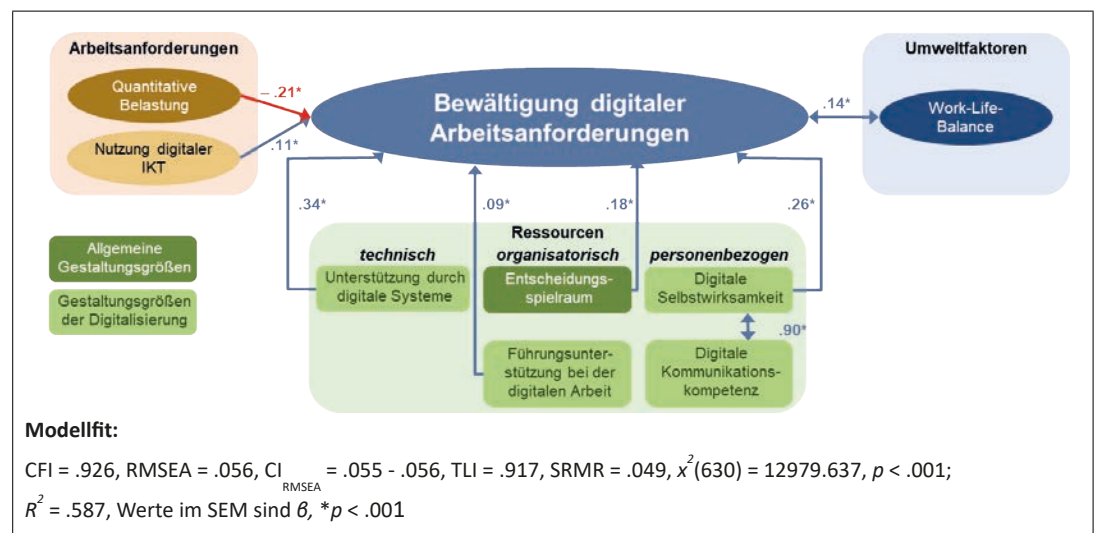 Arbeitsanforderungen
Quantitative
Belastung
Nutzung digitaler
IKT
– .21*
.11*
Bewältigung digitaler
Arbeitsanforderungen
.14*
Umweltfaktoren
Work-Life-
Balance
.34*
.09*
.18*
.26*
Allgemeine
Gestaltungsgrößen
Gestaltungsgrößen
der Digitalisierung
Ressourcen
technisch organisatorisch personenbezogen
Unterstützung durch
digitale Systeme
Entscheidungs-
spielraum
Digitale
Selbstwirksamkeit
.90*
Führungsunter-
stützung bei der
digitalen Arbeit
Digitale
Kommunikations-
kompetenz
Modellfit:
CFI = .926, RMSEA = .056, CI RMSEA = .055 - .056, TLI = .917, SRMR = .049, x²(630) = 12979.637, p < .001;
R² = .587, Werte im SEM sind β, *p < .001